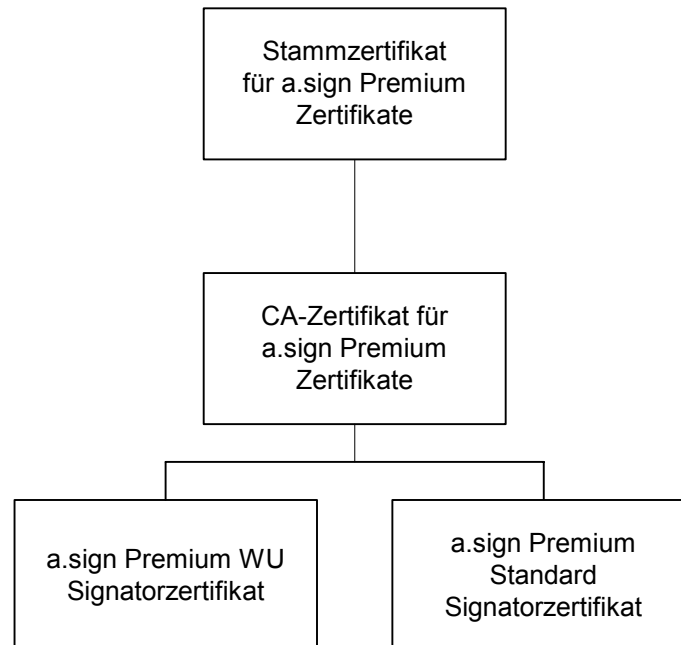 Stammzertifikat
für a.sign Premium
Zertifikate
CA-Zertifikat für
a.sign Premium
Zertifikate
a.sign Premium WU
Signatorzertifikat
a.sign Premium
Standard
Signatorzertifikat